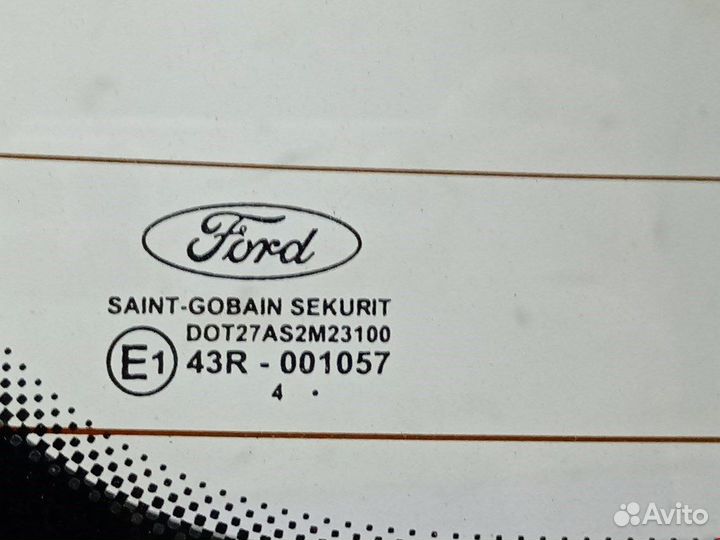 Ford
SAINT-GOBAIN SEKURIT
DOT27AS2M23100
E1 43R - 001057
4 .
Avito